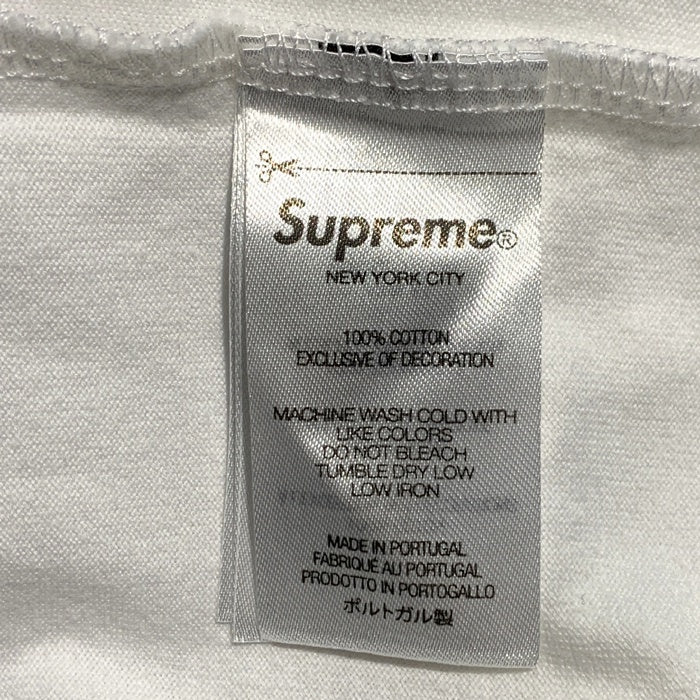 Supreme®
NEW YORK CITY
100% COTTON
EXCLUSIVE OF DECORATION
MACHINE WASH COLD WITH
LIKE COLORS
DO NOT BLEACH
TUMBLE DRY LOW
LOW IRON
MADE IN PORTUGAL
FABRIQUÉ AU PORTUGAL
PRODOTTO IN PORTOGALLO
ポルトガル製